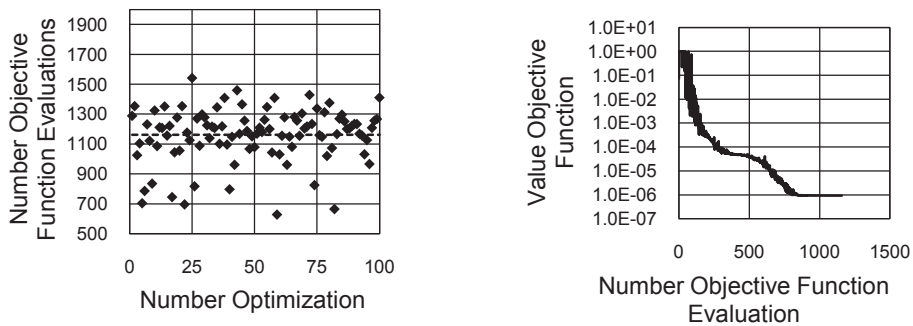 Number Objective
Function Evaluations
1900
1700
1500
1300
1100
900
700
500
0 25 50 75 100
Number Optimization
Value Objective
Function
1.0E+01
1.0E+00
1.0E-01
1.0E-02
1.0E-03
1.0E-04
1.0E-05
1.0E-06
1.0E-07
0 500 1000 1500
Number Objective Function
Evaluation